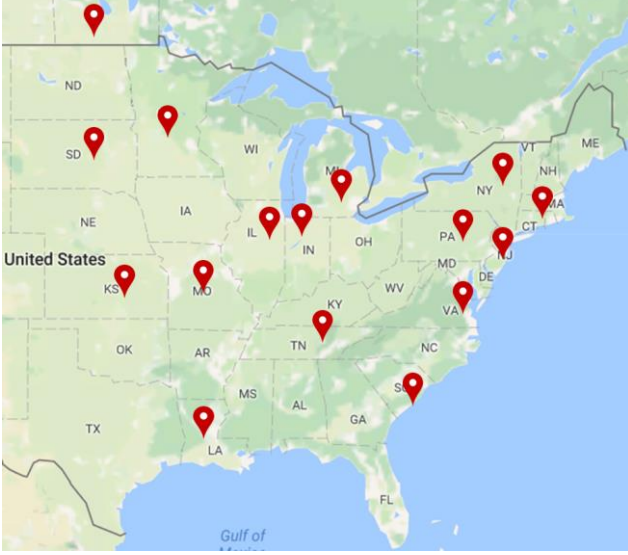 ND
SD
WI
MI
VT
ME
NH
NY
MA
NE
IA
IL
IN
OH
PA
CT
NJ
MD
DE
United States
KS
MO
WV
KY
VA
OK
AR
TN
NC
MS
AL
SC
GA
TX
LA
FL
Gulf of
Mexico